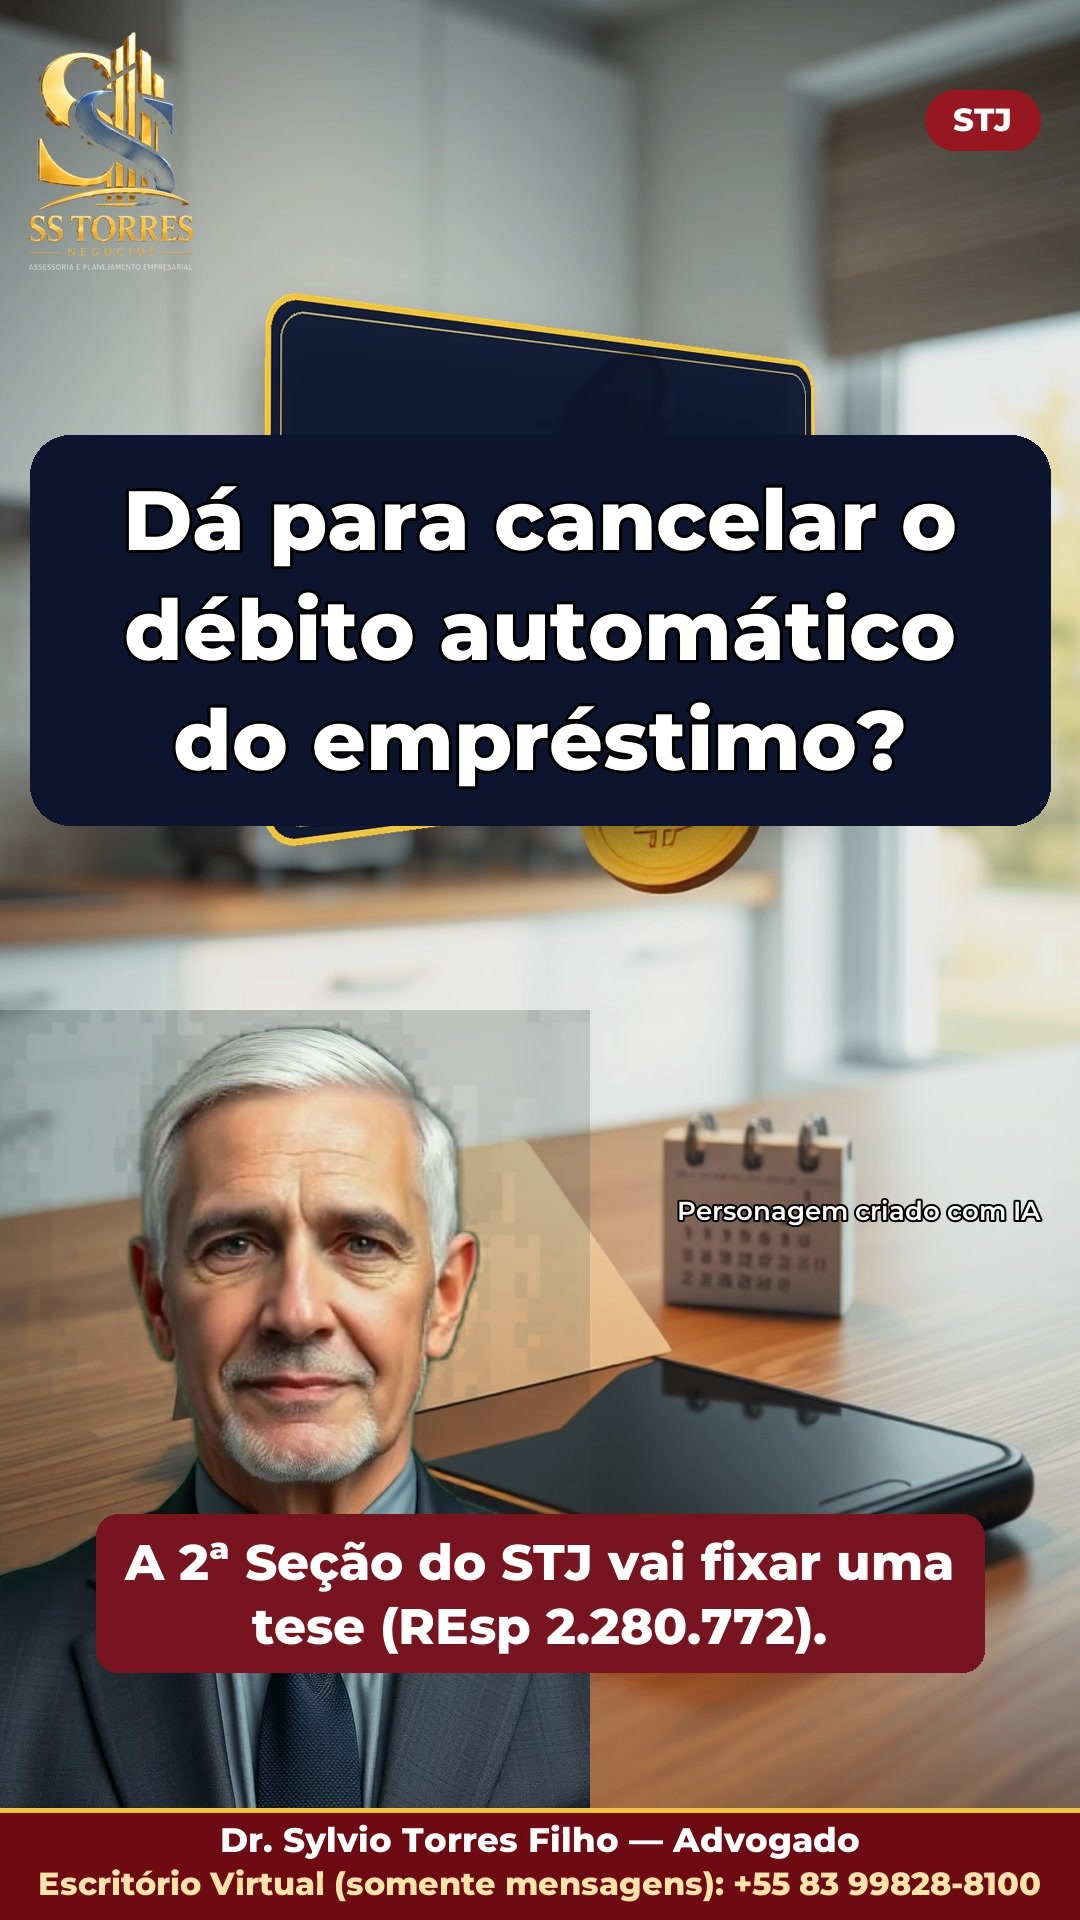 SS TORRES
NEGÓCIOS
ASSESSORIA E PLANEJAMENTO EMPRESARIAL
STJ
Dá para cancelar o
débito automático
do empréstimo?
Personagem criado com IA
A 2ª Seção do STJ vai fixar uma
tese (REsp 2.280.772).
Dr. Sylvio Torres Filho — Advogado
Escritório Virtual (somente mensagens): +55 83 99828-8100